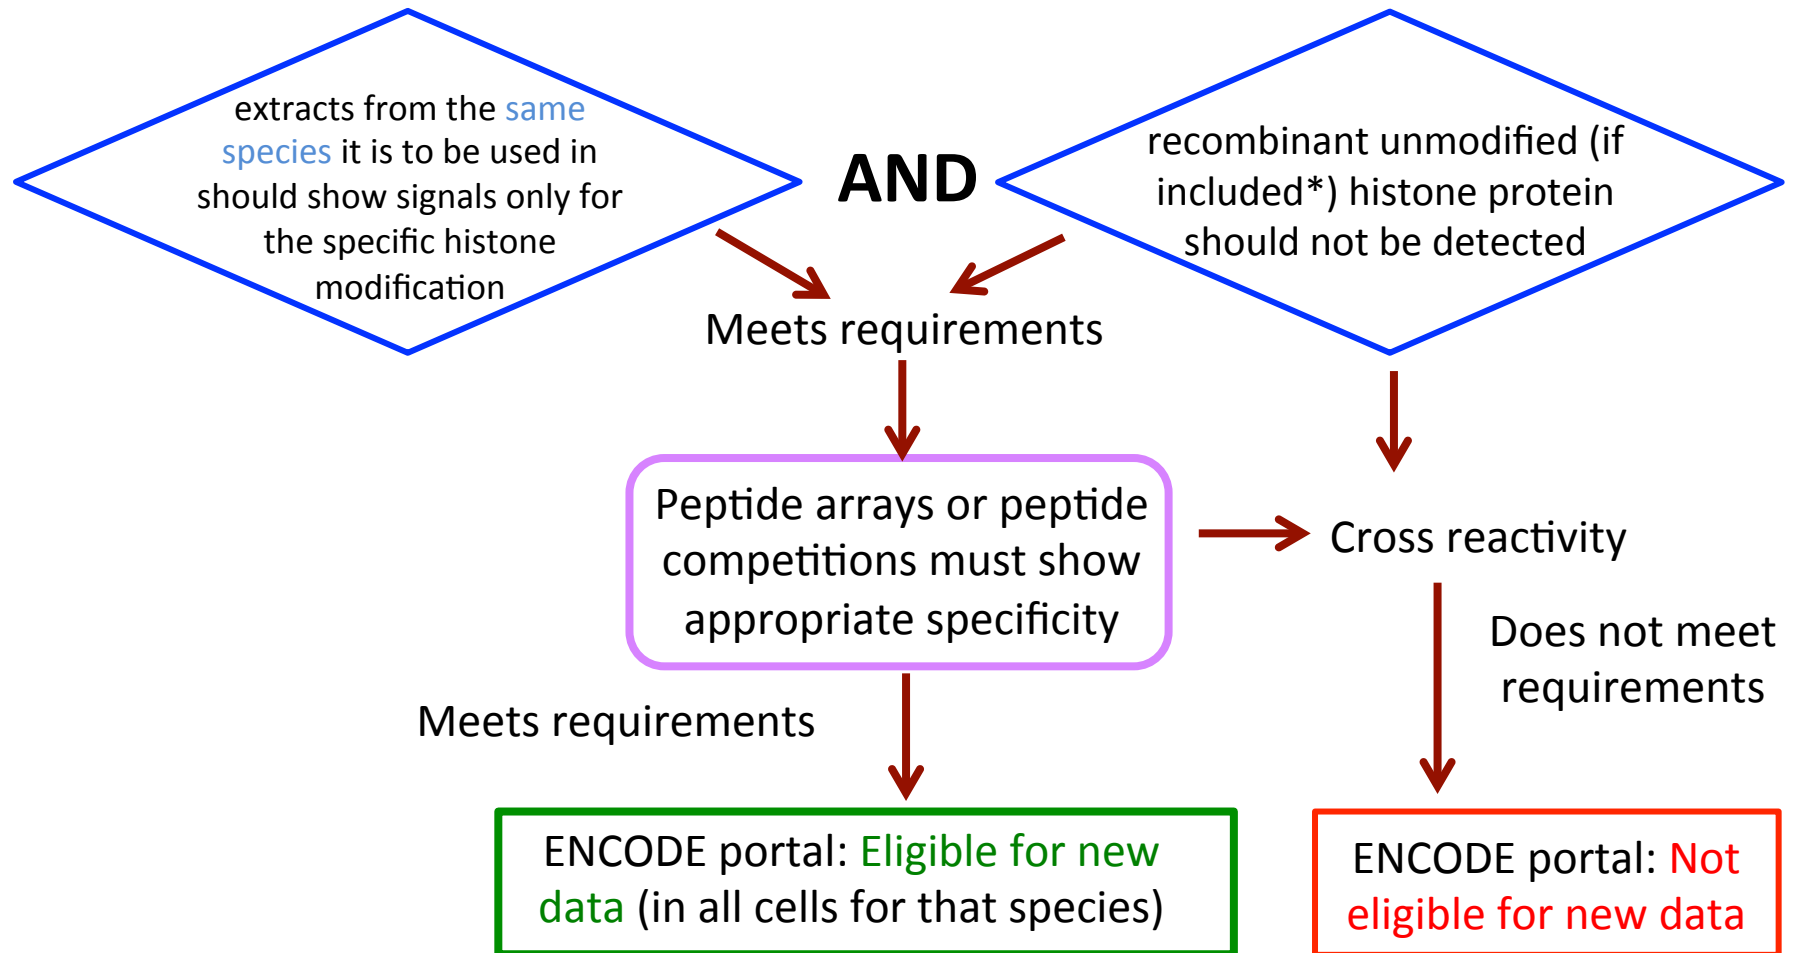 extracts from the same
species it is to be used in
should show signals only for
the specific histone
modification
AND
recombinant unmodified (if
included*) histone protein
should not be detected
Meets requirements
Peptide arrays or peptide
competitions must show
appropriate specificity
Cross reactivity
Does not meet
requirements
Meets requirements
ENCODE portal: Eligible for new
data (in all cells for that species)
ENCODE portal: Not
eligible for new data